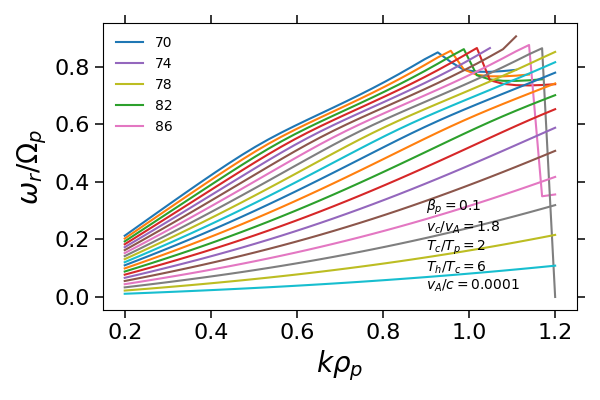 70
74
78
82
86
β_p = 0.1
v_c/v_A = 1.8
T_c/T_p = 2
T_h/T_c = 6
v_A/c = 0.0001
ω_r/Ω_p
0.8
0.6
0.4
0.2
0.0
0.2 0.4 0.6 0.8 1.0 1.2
kρ_p